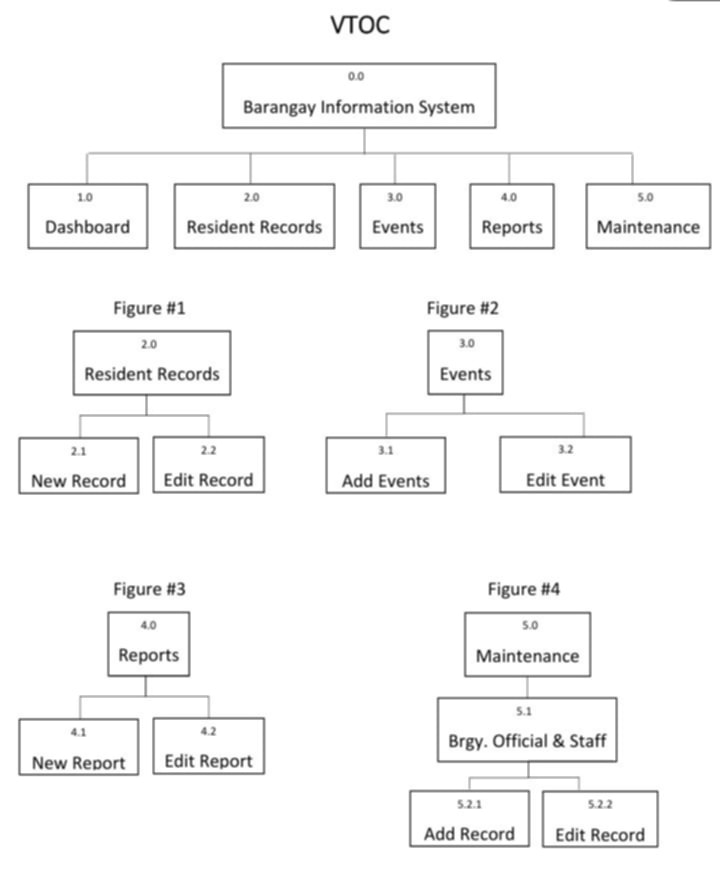 VTOC
0.0
Barangay Information System
1.0
Dashboard
2.0
Resident Records
3.0
Events
4.0
Reports
5.0
Maintenance
Figure #1
2.0
Resident Records
2.1
New Record
2.2
Edit Record
Figure #2
3.0
Events
3.1
Add Events
3.2
Edit Event
Figure #3
4.0
Reports
4.1
New Report
4.2
Edit Report
Figure #4
5.0
Maintenance
5.1
Brgy. Official & Staff
5.2.1
Add Record
5.2.2
Edit Record